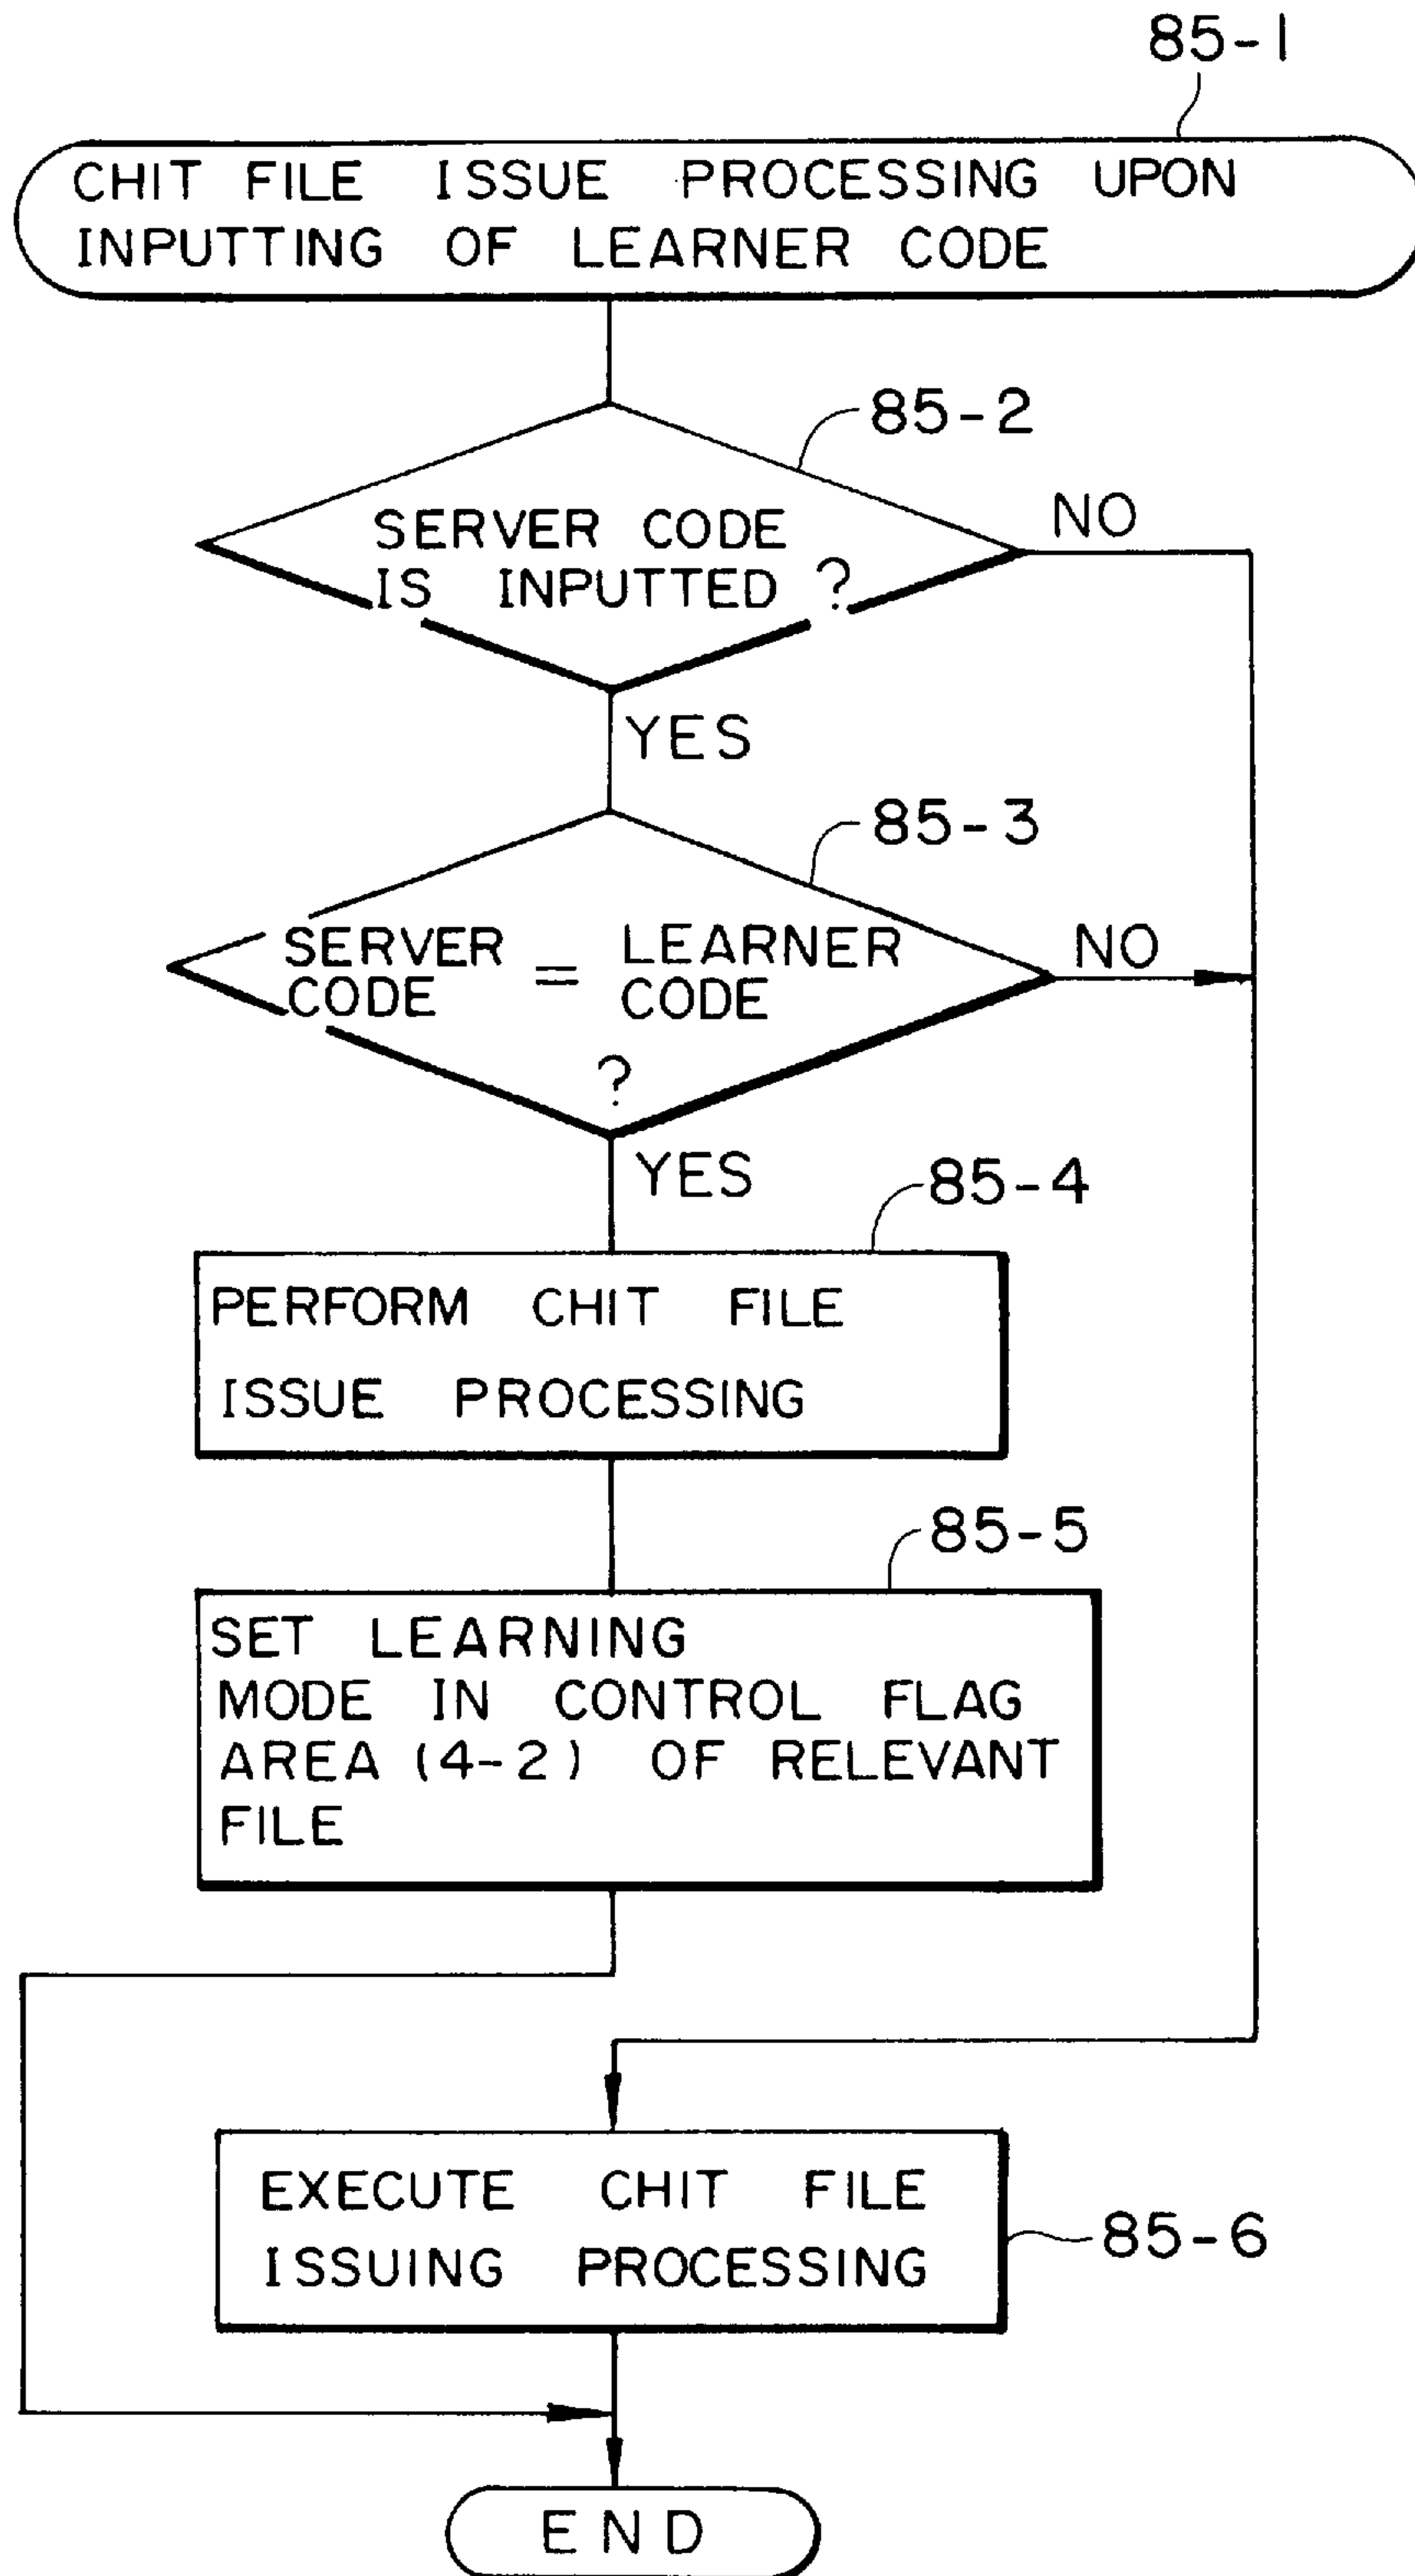 85-1
CHIT FILE ISSUE PROCESSING UPON
INPUTTING OF LEARNER CODE
85-2
SERVER CODE
IS INPUTTED ?
NO
YES
85-3
SERVER CODE = LEARNER CODE
?
NO
YES
85-4
PERFORM CHIT FILE
ISSUE PROCESSING
85-5
SET LEARNING
MODE IN CONTROL FLAG
AREA (4-2) OF RELEVANT
FILE
EXECUTE CHIT FILE
ISSUING PROCESSING
85-6
END